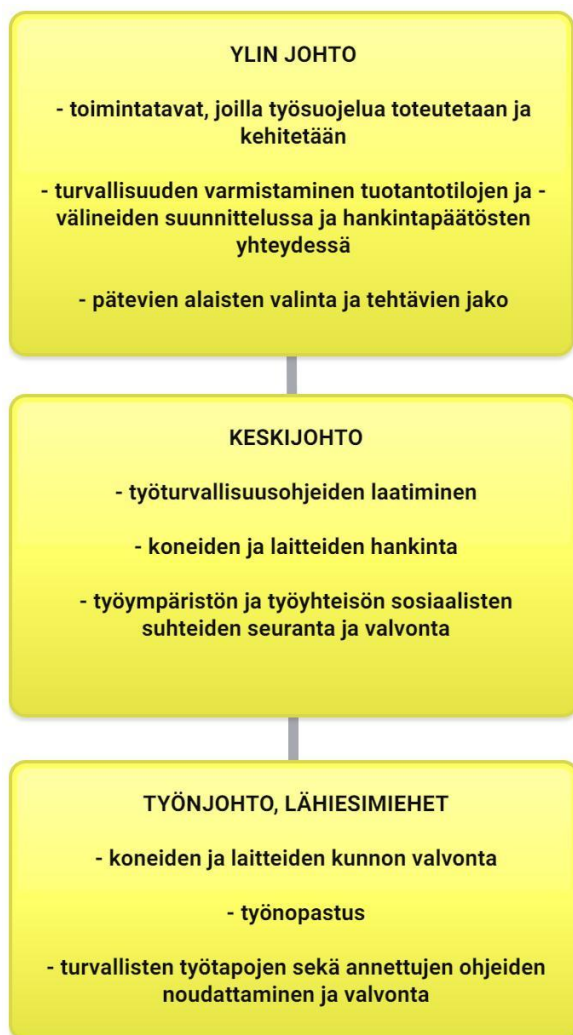 YLIN JOHTO
- toimintatavat, joilla työsuojelua toteutetaan ja
kehitetään
- turvallisuuden varmistaminen tuotantotilojen ja -
välineiden suunnittelussa ja hankintapäätösten
yhteydessä
- pätevien alaisten valinta ja tehtävien jako
KESKIJOHTO
- työturvallisuusohjeiden laatiminen
- koneiden ja laitteiden hankinta
- työympäristön ja työyhteisön sosiaalisten
suhteiden seuranta ja valvonta
TYÖNJOHTO, LÄHIESIMIEHET
- koneiden ja laitteiden kunnon valvonta
- työnopastus
- turvallisten työtapojen sekä annettujen ohjeiden
noudattaminen ja valvonta